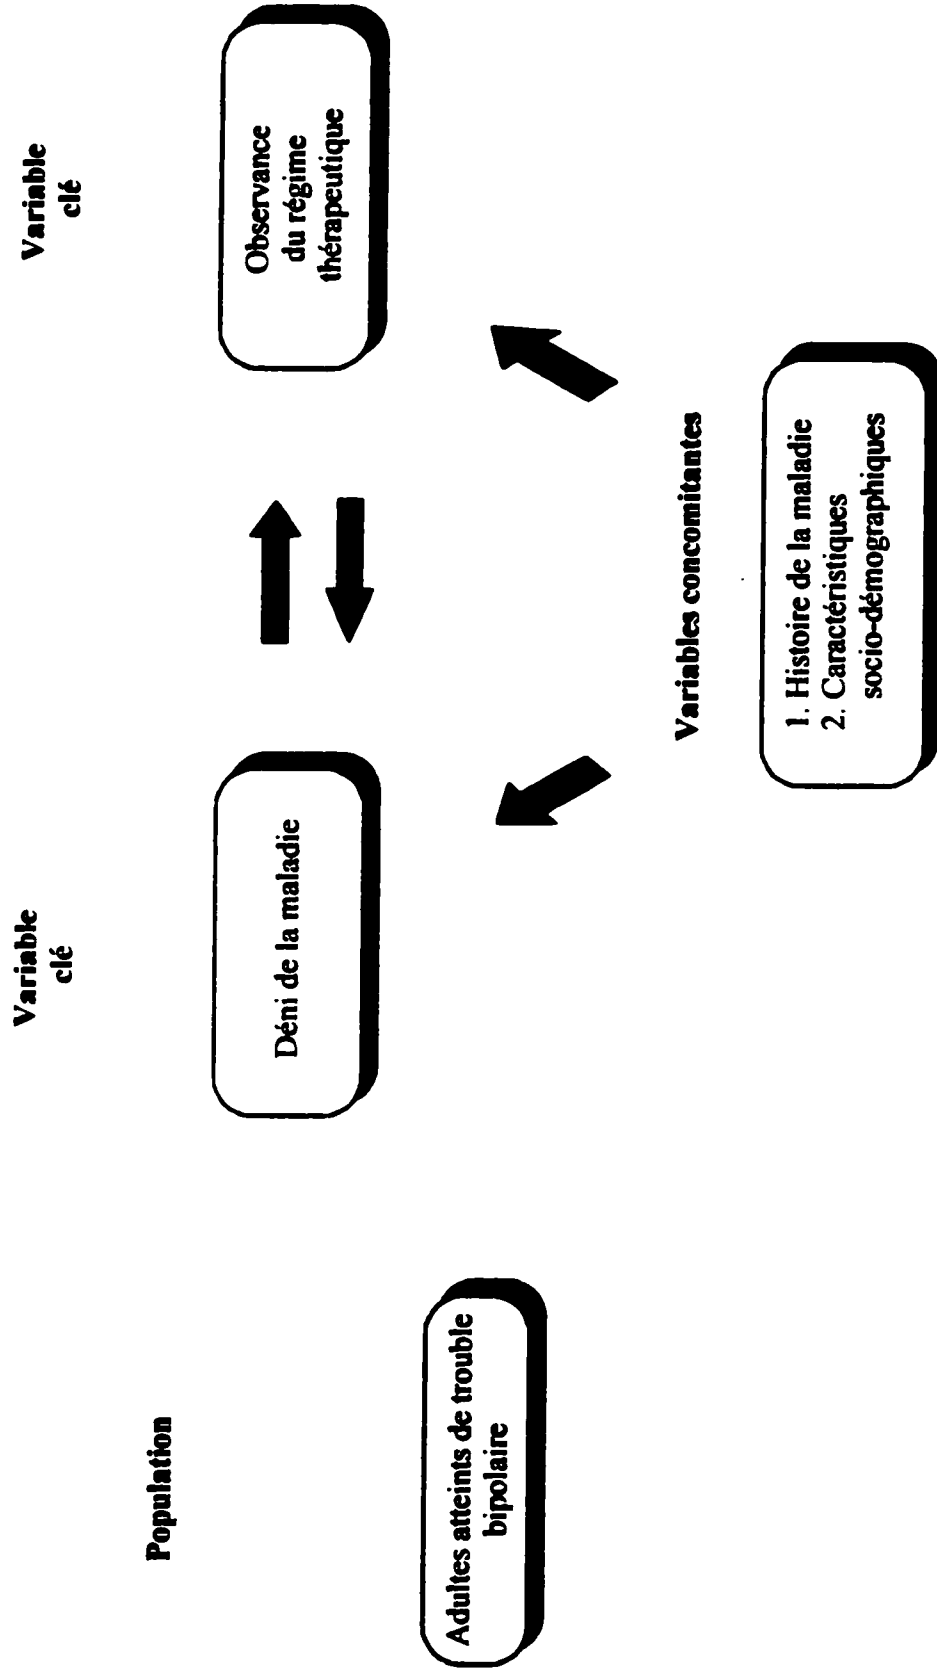 Population
Adultes atteints de trouble
bipolaire
Variable
clé
Déni de la maladie
Variable
clé
Observance
du régime
thérapeutique
Variables concomitantes
1. Histoire de la maladie
2. Caractéristiques
socio-démographiques